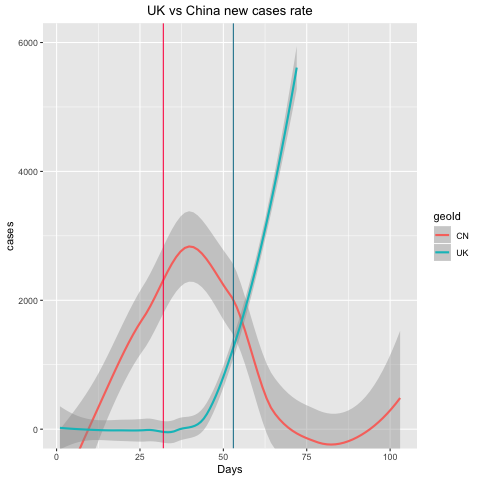 UK vs China new cases rate
6000
4000
2000
0
cases
0 25 50 75 100
Days
geoId
CN
UK